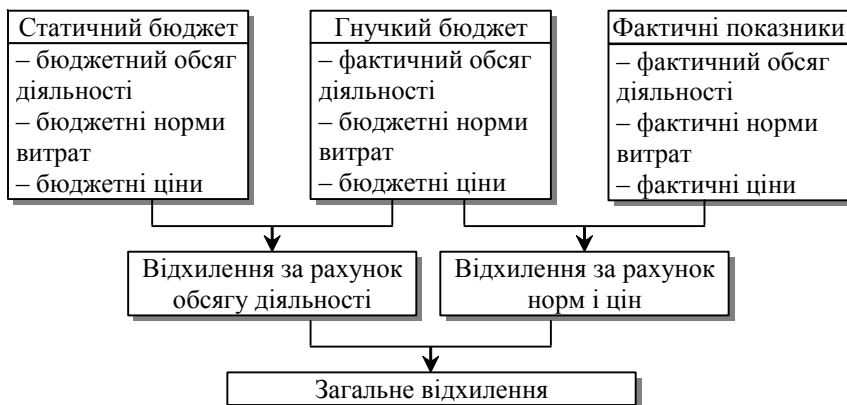 Статичний бюджет
– бюджетний обсяг
діяльності
– бюджетні норми
витрат
– бюджетні ціни
Гнучкий бюджет
– фактичний обсяг
діяльності
– бюджетні норми
витрат
– бюджетні ціни
Фактичні показники
– фактичний обсяг
діяльності
– фактичні норми
витрат
– фактичні ціни
Відхилення за рахунок
обсягу діяльності
Відхилення за рахунок
норм і цін
Загальне відхилення